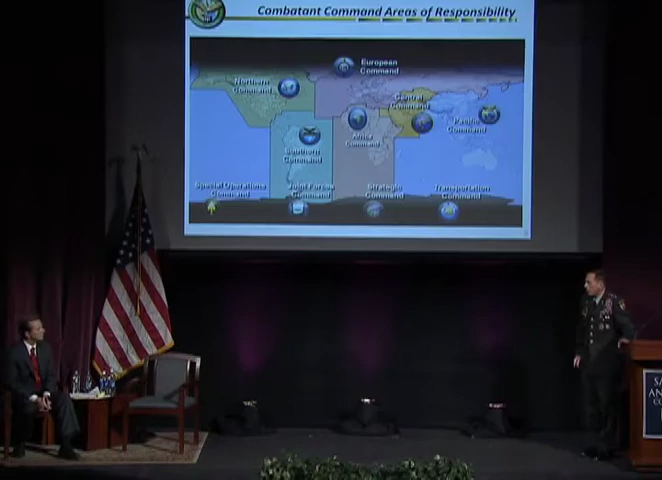 Combatant Command Areas of Responsibility
European
Command
Northern
Command
Central
Command
Pacific
Command
Africa
Command
Southern
Command
Special Operations
Command
Joint Forces
Command
Strategic
Command
Transportation
Command